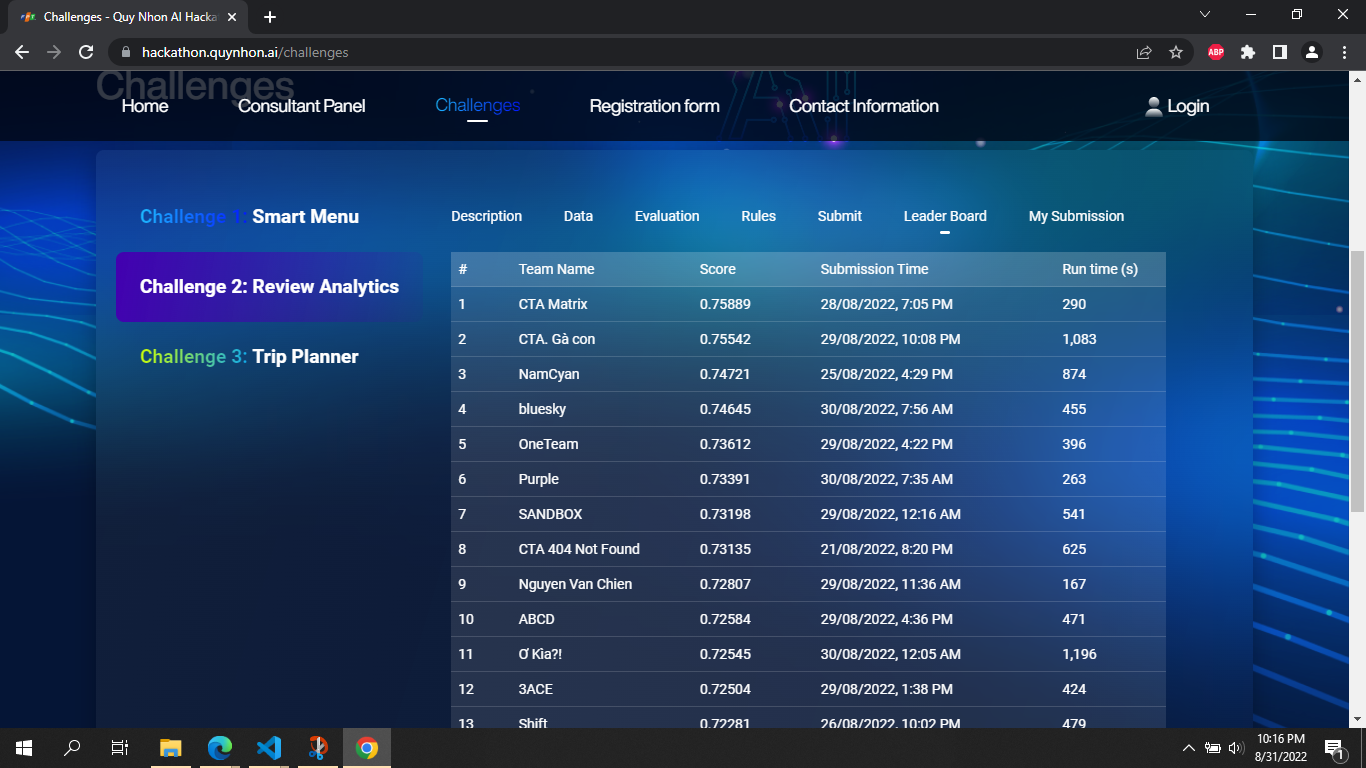 Challenges - Quy Nhon AI Hacka
hackathon.quynhon.ai/challenges
ABP
Challenges
Home Consultant Panel Challenges Registration form Contact Information Login
Challenge 1: Smart Menu
Challenge 2: Review Analytics
Challenge 3: Trip Planner
Description Data Evaluation Rules Submit Leader Board My Submission
# Team Name Score Submission Time Run time (s)
1 CTA Matrix 0.75889 28/08/2022, 7:05 PM 290
2 CTA. Gà con 0.75542 29/08/2022, 10:08 PM 1,083
3 NamCyan 0.74721 25/08/2022, 4:29 PM 874
4 bluesky 0.74645 30/08/2022, 7:56 AM 455
5 OneTeam 0.73612 29/08/2022, 4:22 PM 396
6 Purple 0.73391 30/08/2022, 7:35 AM 263
7 SANDBOX 0.73198 29/08/2022, 12:16 AM 541
8 CTA 404 Not Found 0.73135 21/08/2022, 8:20 PM 625
9 Nguyen Van Chien 0.72807 29/08/2022, 11:36 AM 167
10 ABCD 0.72584 29/08/2022, 4:36 PM 471
11 Ơ Kìa?! 0.72545 30/08/2022, 12:05 AM 1,196
12 3ACE 0.72504 29/08/2022, 1:38 PM 424
13 Shift 0.72281 26/08/2022, 10:02 PM 479
10:16 PM
8/31/2022
1